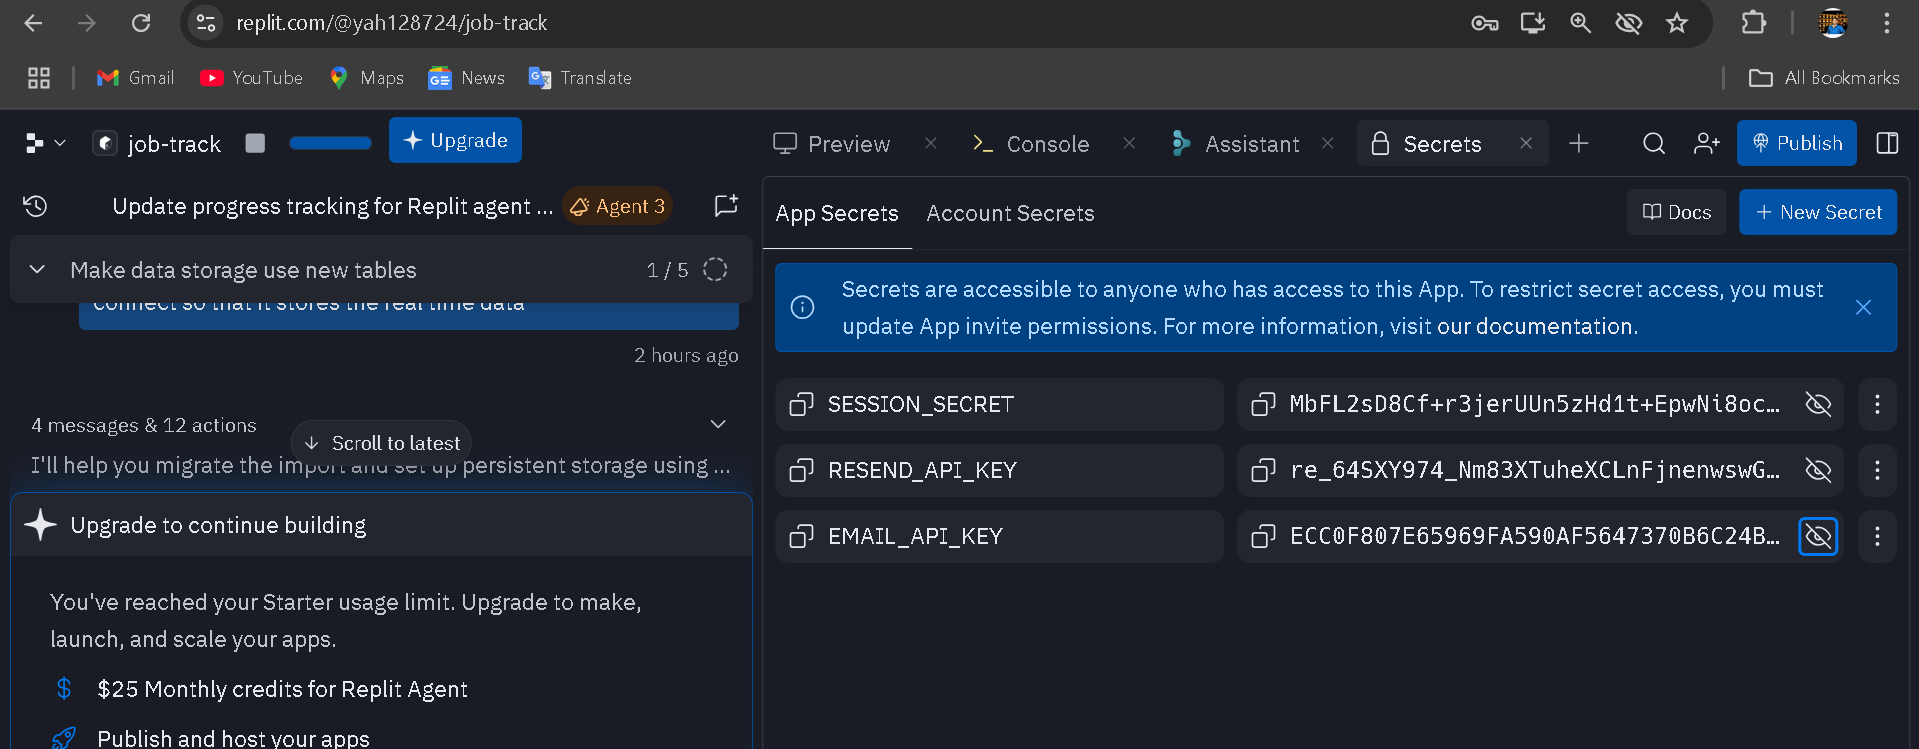 replit.com/@yah128724/job-track
Gmail
YouTube
Maps
News
Translate
All Bookmarks
job-track
Upgrade
Preview
Console
Assistant
Secrets
Publish
Update progress tracking for Replit agent ...
Agent 3
Make data storage use new tables
1 / 5
connect so that it stores the real time data
2 hours ago
4 messages & 12 actions
Scroll to latest
I'll help you migrate the import and set up persistent storage using ...
Upgrade to continue building
You've reached your Starter usage limit. Upgrade to make,
launch, and scale your apps.
$25 Monthly credits for Replit Agent
Publish and host your apps
App Secrets
Account Secrets
Docs
+ New Secret
Secrets are accessible to anyone who has access to this App. To restrict secret access, you must
update App invite permissions. For more information, visit our documentation.
SESSION_SECRET
MbFL2sD8Cf+r3jerUUn5zHd1t+EpwNi8oc…
RESEND_API_KEY
re_64SXY974_Nm83XTuheXCLnFjnenwswG…
EMAIL_API_KEY
ECC0F807E65969FA590AF5647370B6C24B…